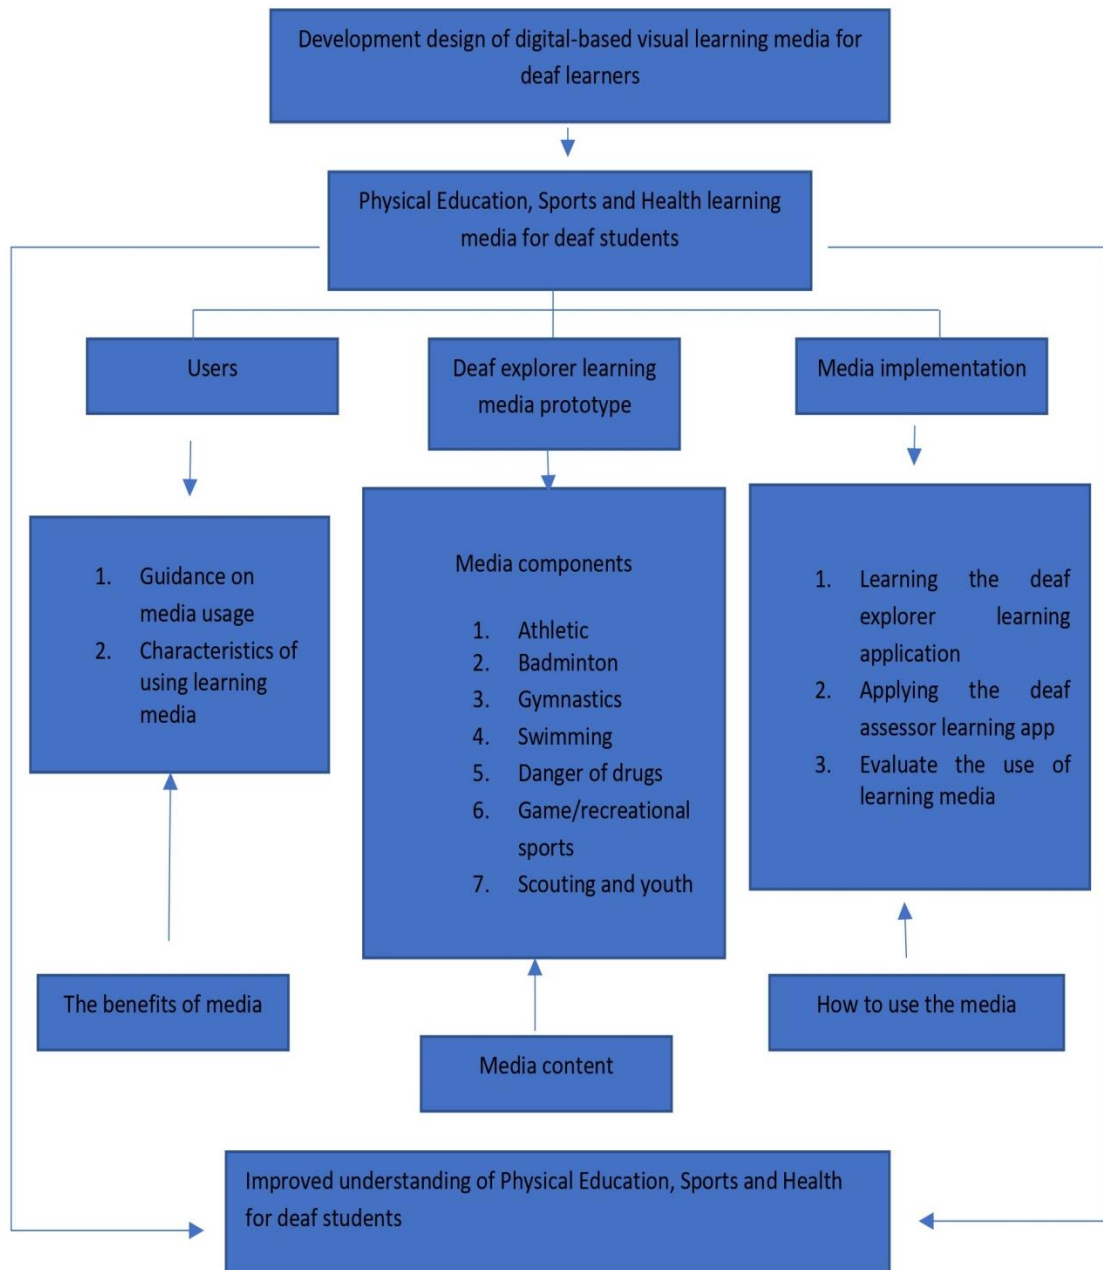 Development design of digital-based visual learning media for
deaf learners
Physical Education, Sports and Health learning
media for deaf students
Users
Deaf explorer learning
media prototype
Media implementation
1. Guidance on
media usage
2. Characteristics of
using learning
media
Media components
1. Athletic
2. Badminton
3. Gymnastics
4. Swimming
5. Danger of drugs
6. Game/recreational
sports
7. Scouting and youth
1. Learning the deaf
explorer learning
application
2. Applying the deaf
assessor learning app
3. Evaluate the use of
learning media
The benefits of media
Media content
How to use the media
Improved understanding of Physical Education, Sports and Health
for deaf students